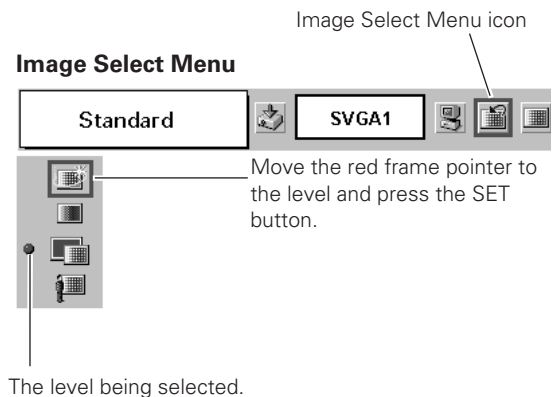 Image Select Menu icon
Image Select Menu
Standard
SVGA1
Move the red frame pointer to
the level and press the SET
button.
The level being selected.